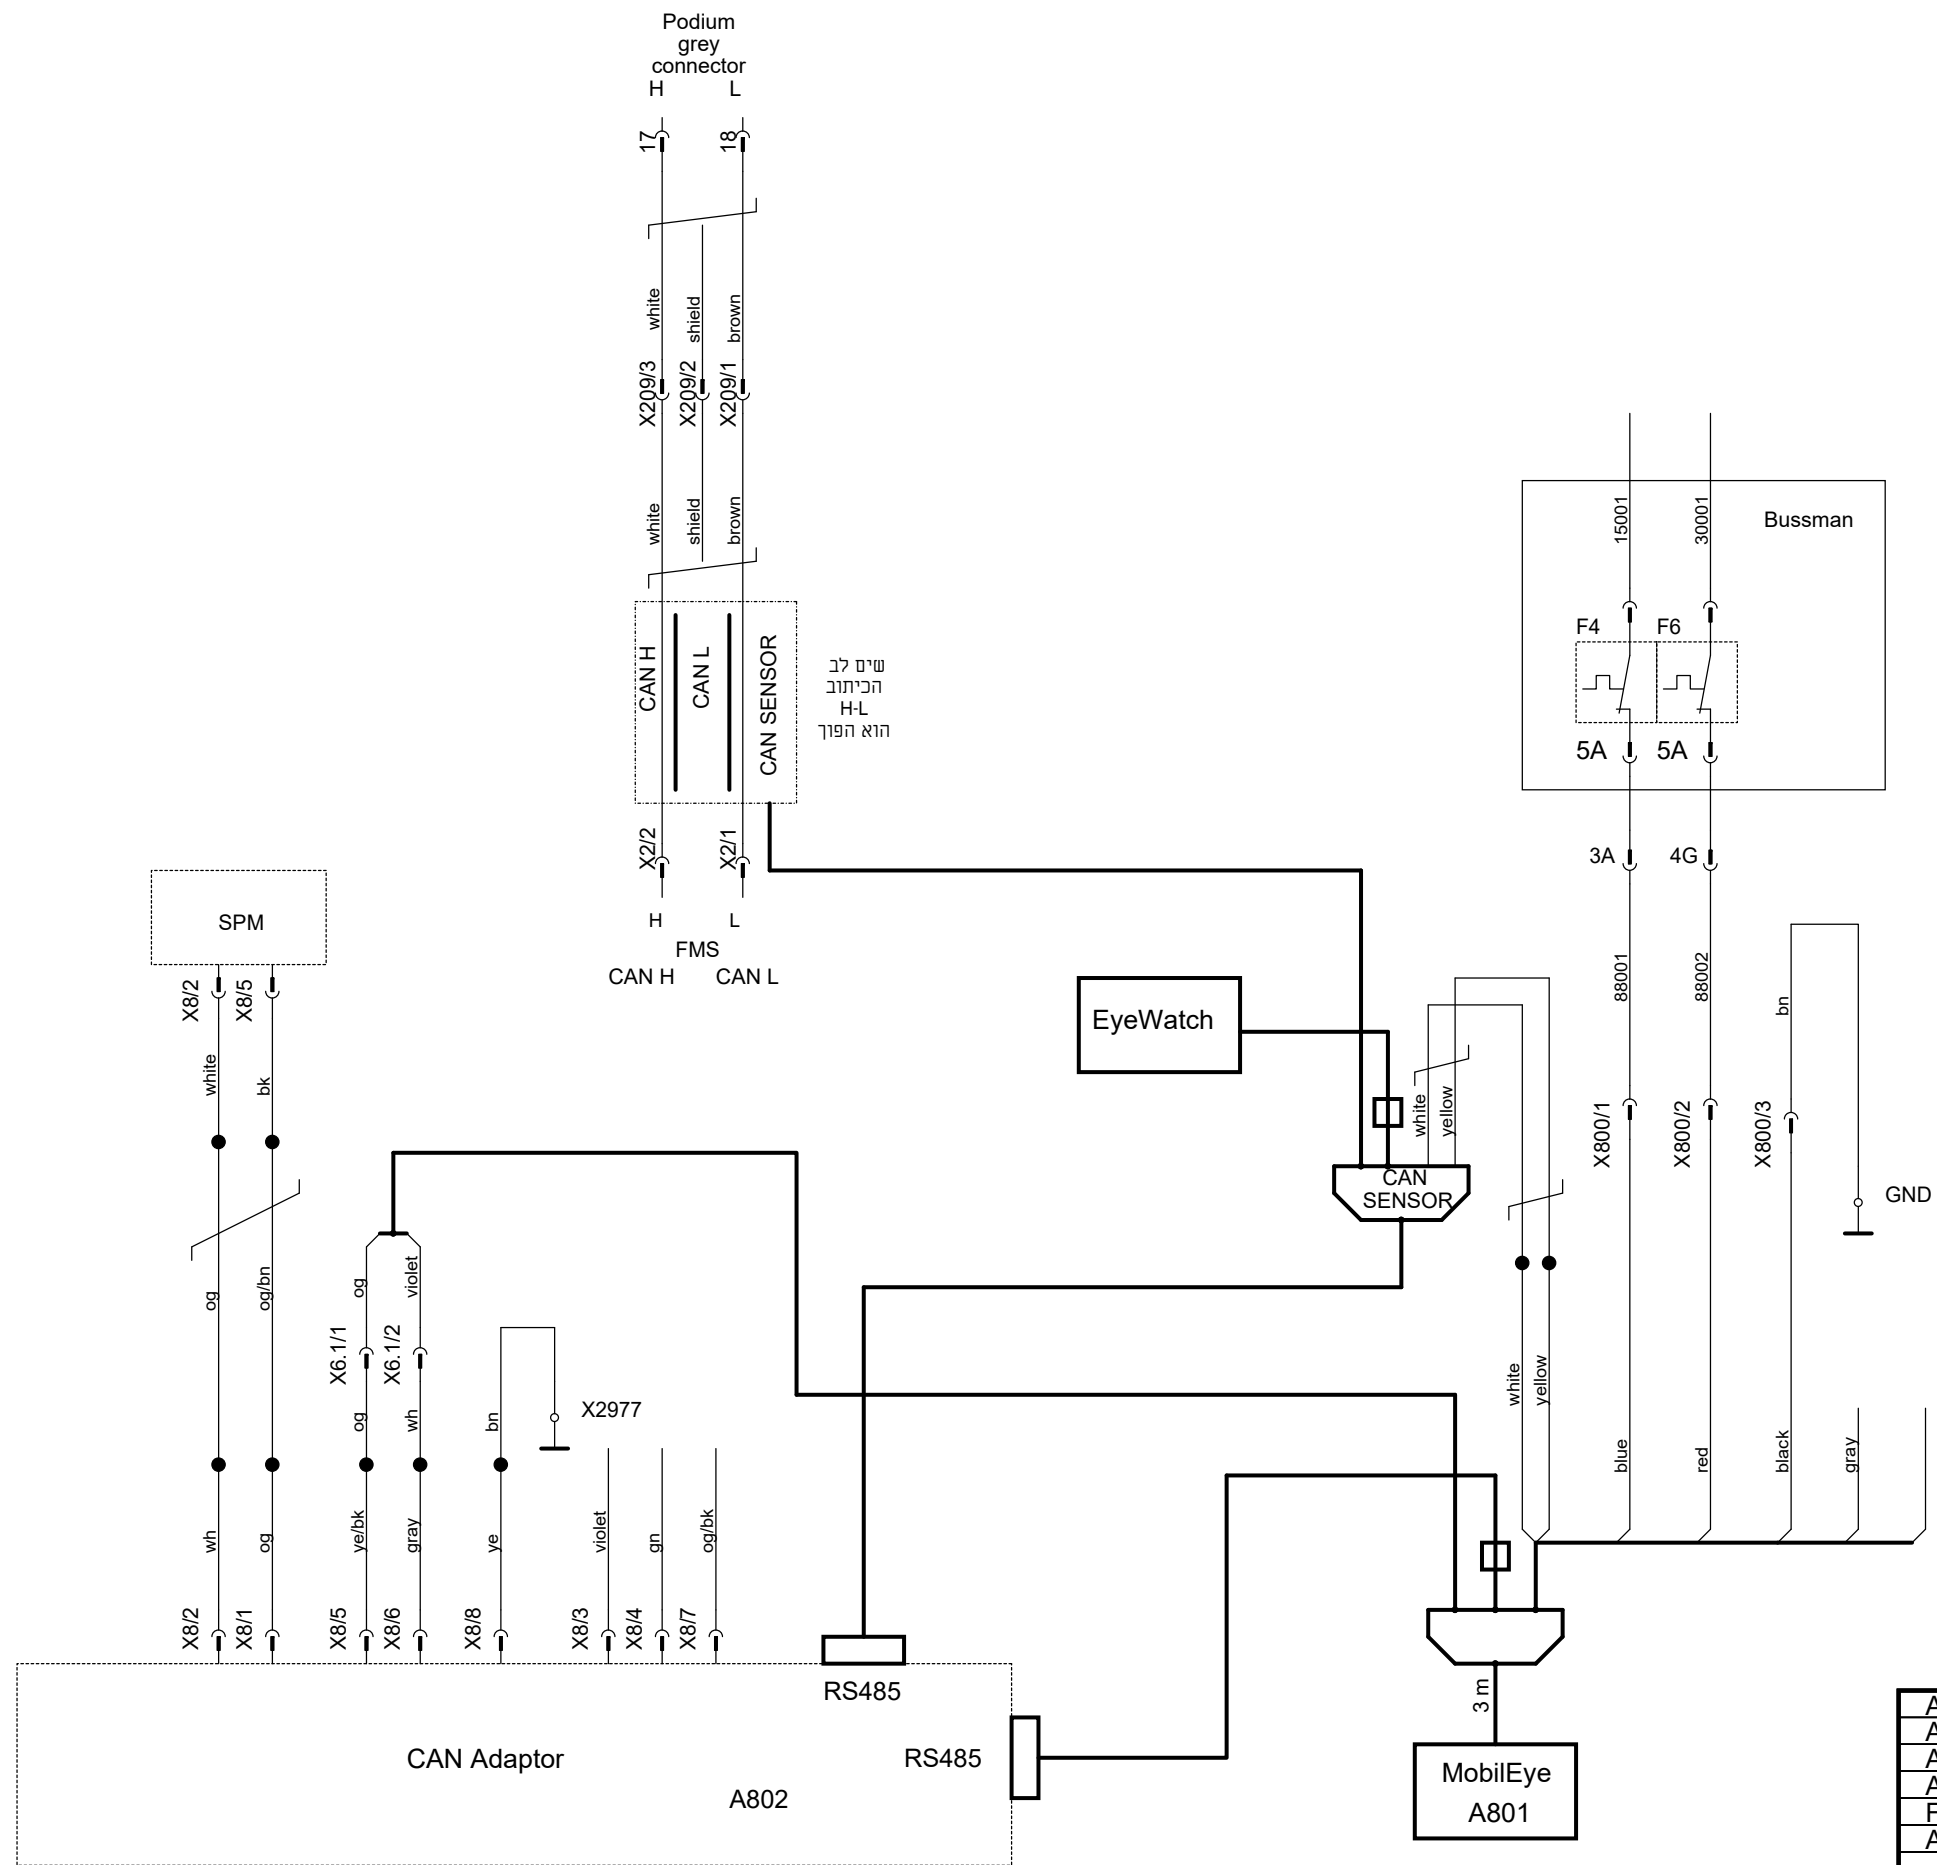 Podium
grey
connector
H
L
17
18
white
shield
brown
X209/3
X209/2
X209/1
white
shield
brown
CAN H
CAN L
CAN SENSOR
שים לב
הכיתוב
H-L
הוא הפוך
X2/2
X2/1
H
L
FMS
CAN H
CAN L
15001
30001
Bussman
F4
F6
5A
5A
3A
4G
88001
88002
bn
X800/1
X800/2
X800/3
GND
SPM
X8/2
X8/5
white
bk
og
og/bn
wh
og
X8/2
X8/1
EyeWatch
white
yellow
CAN
SENSOR
og
violet
X6.1/1
X6.1/2
og
wh
bn
X2977
ye/bk
gray
ye
violet
gn
og/bk
X8/5
X8/6
X8/8
X8/3
X8/4
X8/7
white
yellow
blue
red
black
gray
RS485
RS485
CAN Adaptor
A802
3 m
MobilEye
A801